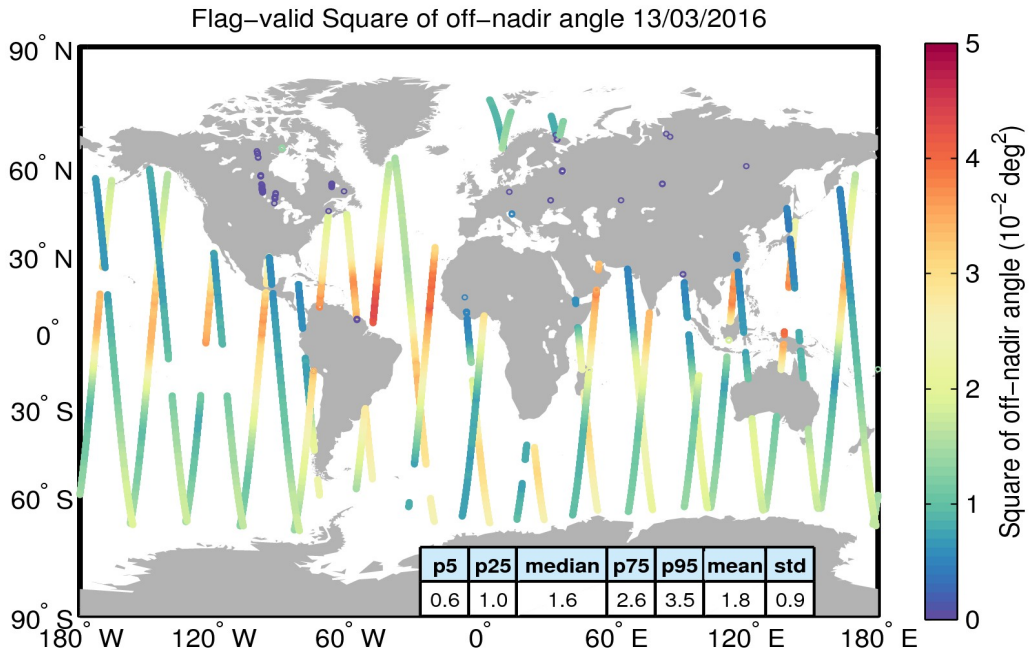 Flag−valid Square of off−nadir angle 13/03/2016
90° N
60° N
30° N
0°
30° S
60° S
90° S
180° W
120° W
60° W
0°
60° E
120° E
180° E
p5 p25 median p75 p95 mean std
0.6 1.0 1.6 2.6 3.5 1.8 0.9
5
4
3
2
1
0
Square of off−nadir angle (10⁻² deg²)